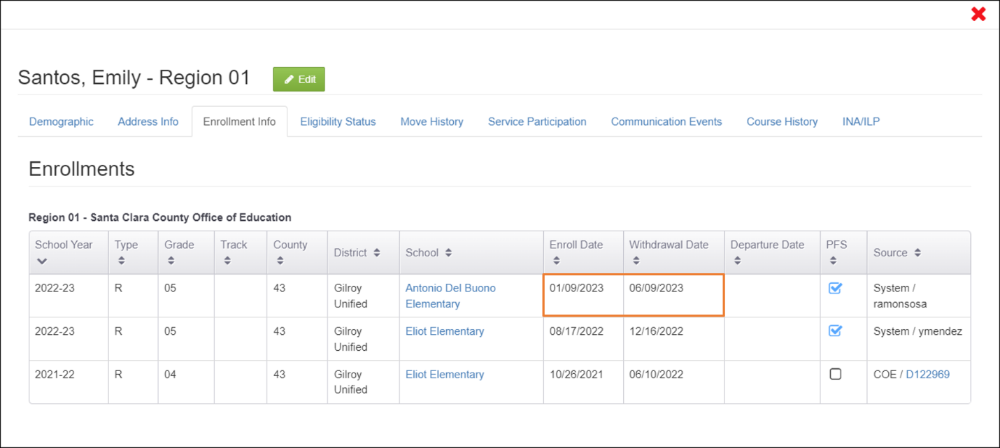 Santos, Emily - Region 01
Edit
Demographic Address Info Enrollment Info Eligibility Status Move History Service Participation Communication Events Course History INA/ILP
Enrollments
Region 01 - Santa Clara County Office of Education
School Year Type Grade Track County District School Enroll Date Withdrawal Date Departure Date PFS Source
2022-23 R 05 43 Gilroy Antonio Del Buono 01/09/2023 06/09/2023 System /
Unified Elementary ramonsosa
2022-23 R 05 43 Gilroy Eliot Elementary 08/17/2022 12/16/2022 System / ymendez
Unified
2021-22 R 04 43 Gilroy Eliot Elementary 10/26/2021 06/10/2022 COE / D122969
Unified